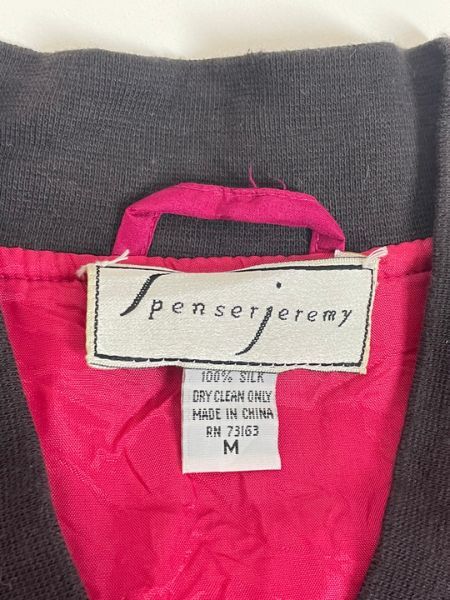 Spenser Jeremy
100% SILK
DRY CLEAN ONLY
MADE IN CHINA
RN 73163
M